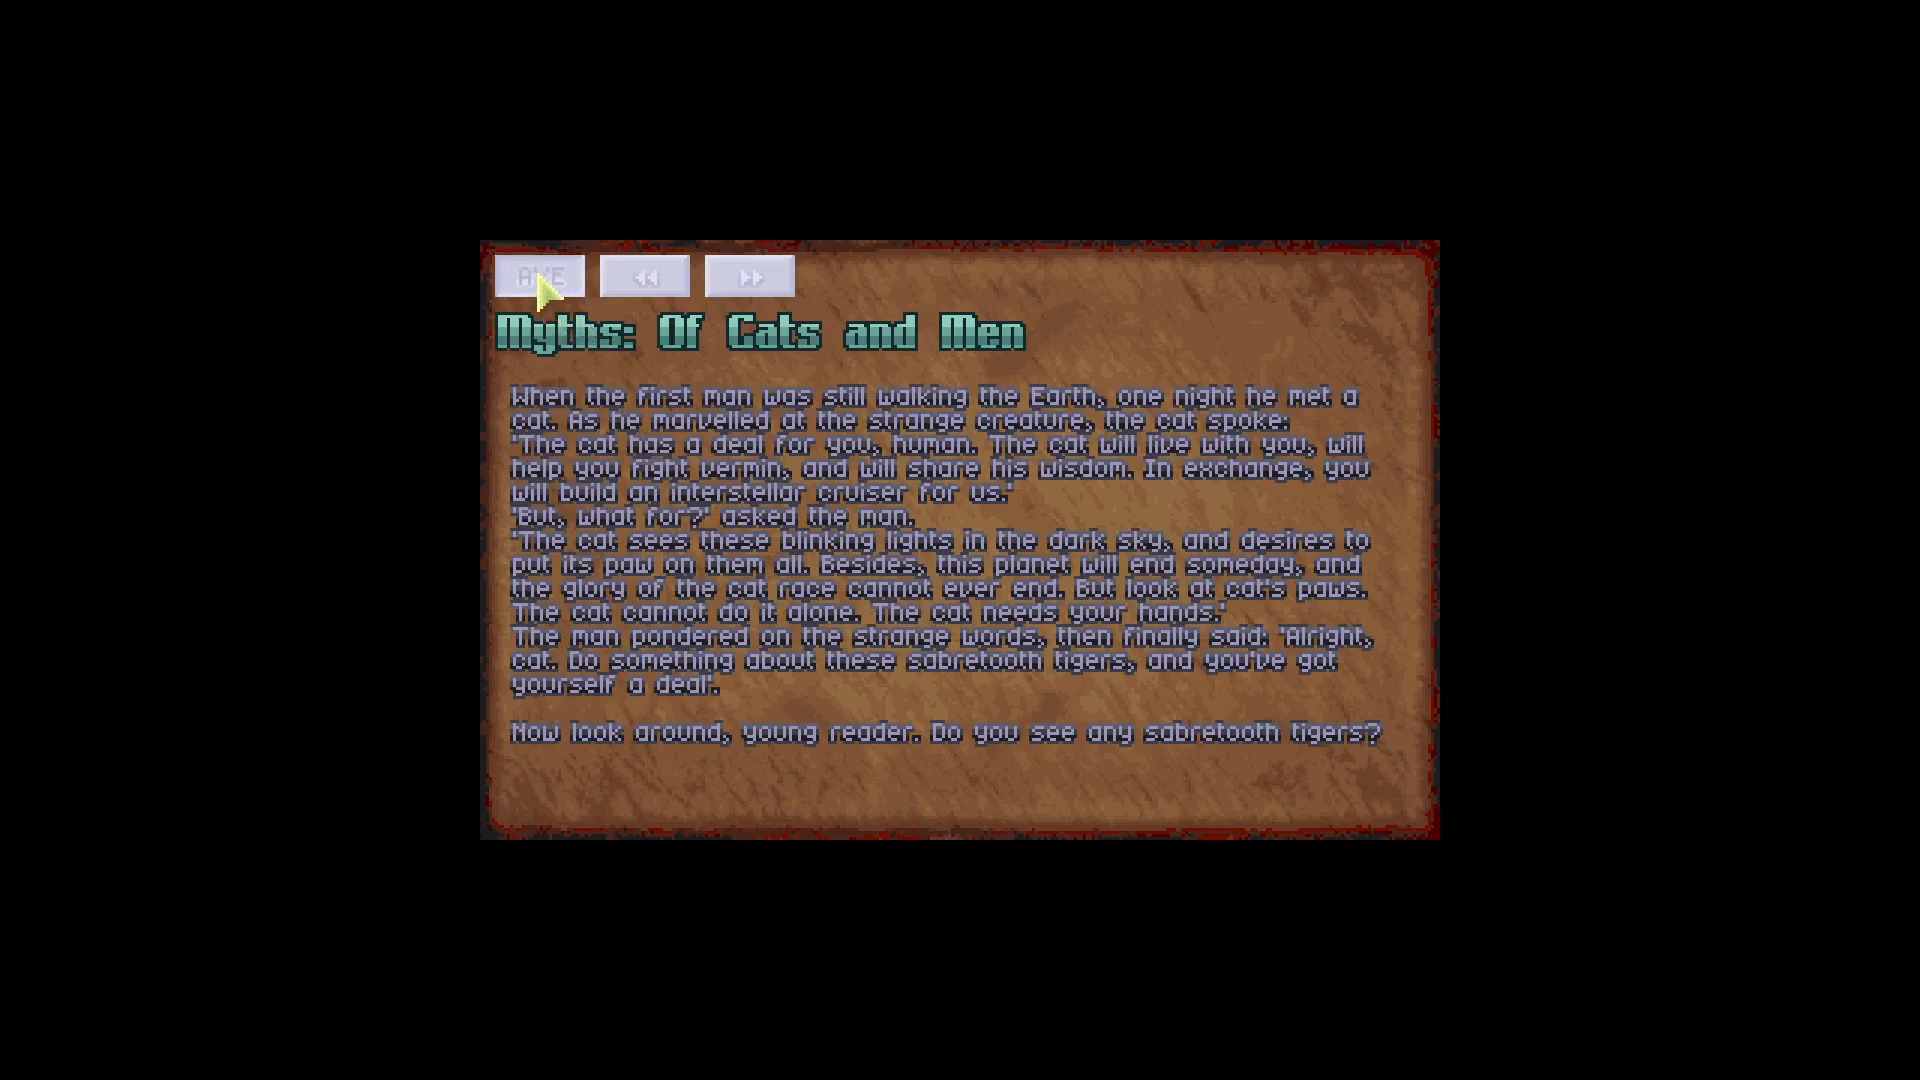 AVE
Myths: Of Cats and Men
When the first man was still walking the Earth, one night he met a
cat. As he marvelled at the strange creature, the cat spoke:
'The cat has a deal for you, human. The cat will live with you, will
help you fight vermin, and will share his wisdom. In exchange, you
will build an interstellar cruiser for us.'
'But, what for?' asked the man.
'The cat sees these blinking lights in the dark sky, and desires to
put its paw on them all. Besides, this planet will end someday, and
the glory of the cat race cannot ever end. But look at cat's paws.
The cat cannot do it alone. The cat needs your hands.'
The man pondered on the strange words, then finally said: 'Alright,
cat. Do something about these sabretooth tigers, and you've got
yourself a deal'.
Now look around, young reader. Do you see any sabretooth tigers?